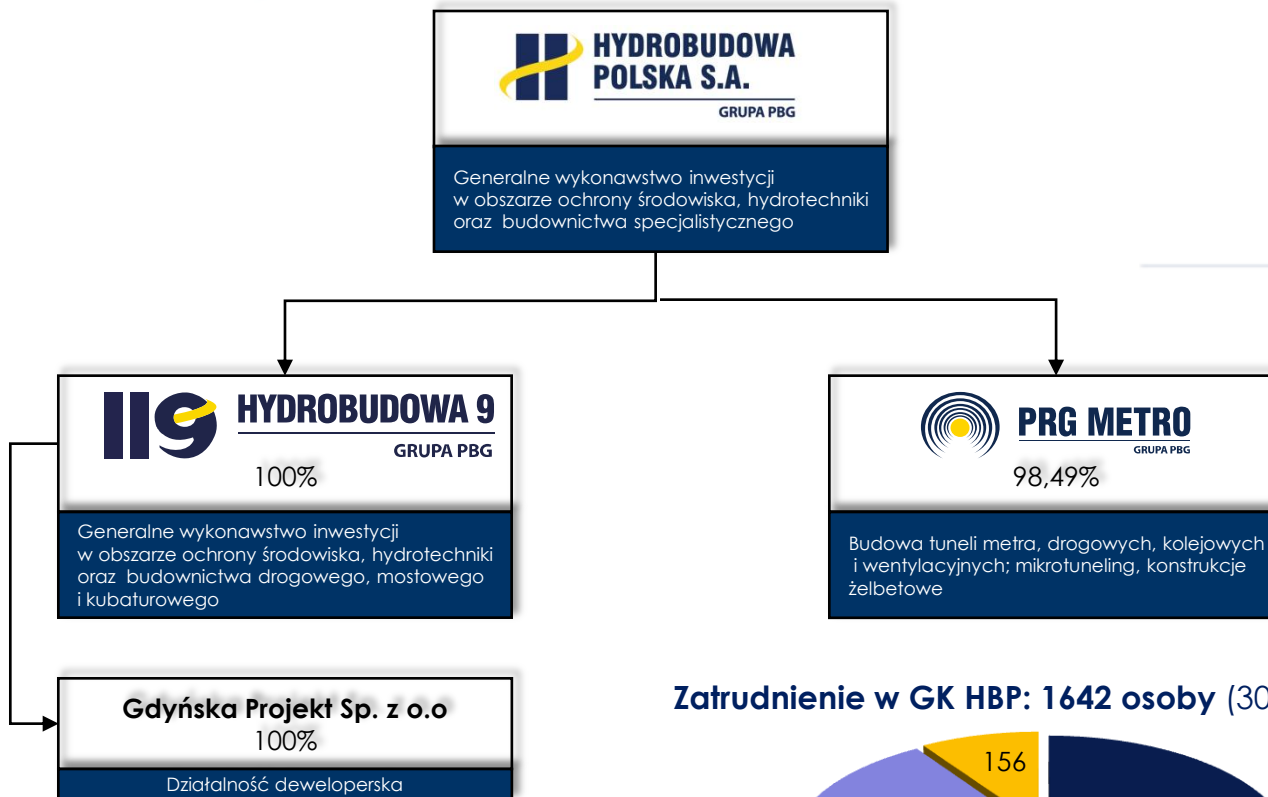 HYDROBUDOWA
POLSKA S.A.
GRUPA PBG
Generalne wykonawstwo inwestycji
w obszarze ochrony środowiska, hydrotechniki
oraz budownictwa specjalistycznego
HYDROBUDOWA 9
GRUPA PBG
100%
Generalne wykonawstwo inwestycji
w obszarze ochrony środowiska, hydrotechniki
oraz budownictwa drogowego, mostowego
i kubaturowego
PRG METRO
GRUPA PBG
98,49%
Budowa tuneli metra, drogowych, kolejowych
i wentylacyjnych; mikrotuneling, konstrukcje
żelbetowe
Gdyńska Projekt Sp. z o.o
100%
Działalność deweloperska
Zatrudnienie w GK HBP: 1642 osoby (30
156